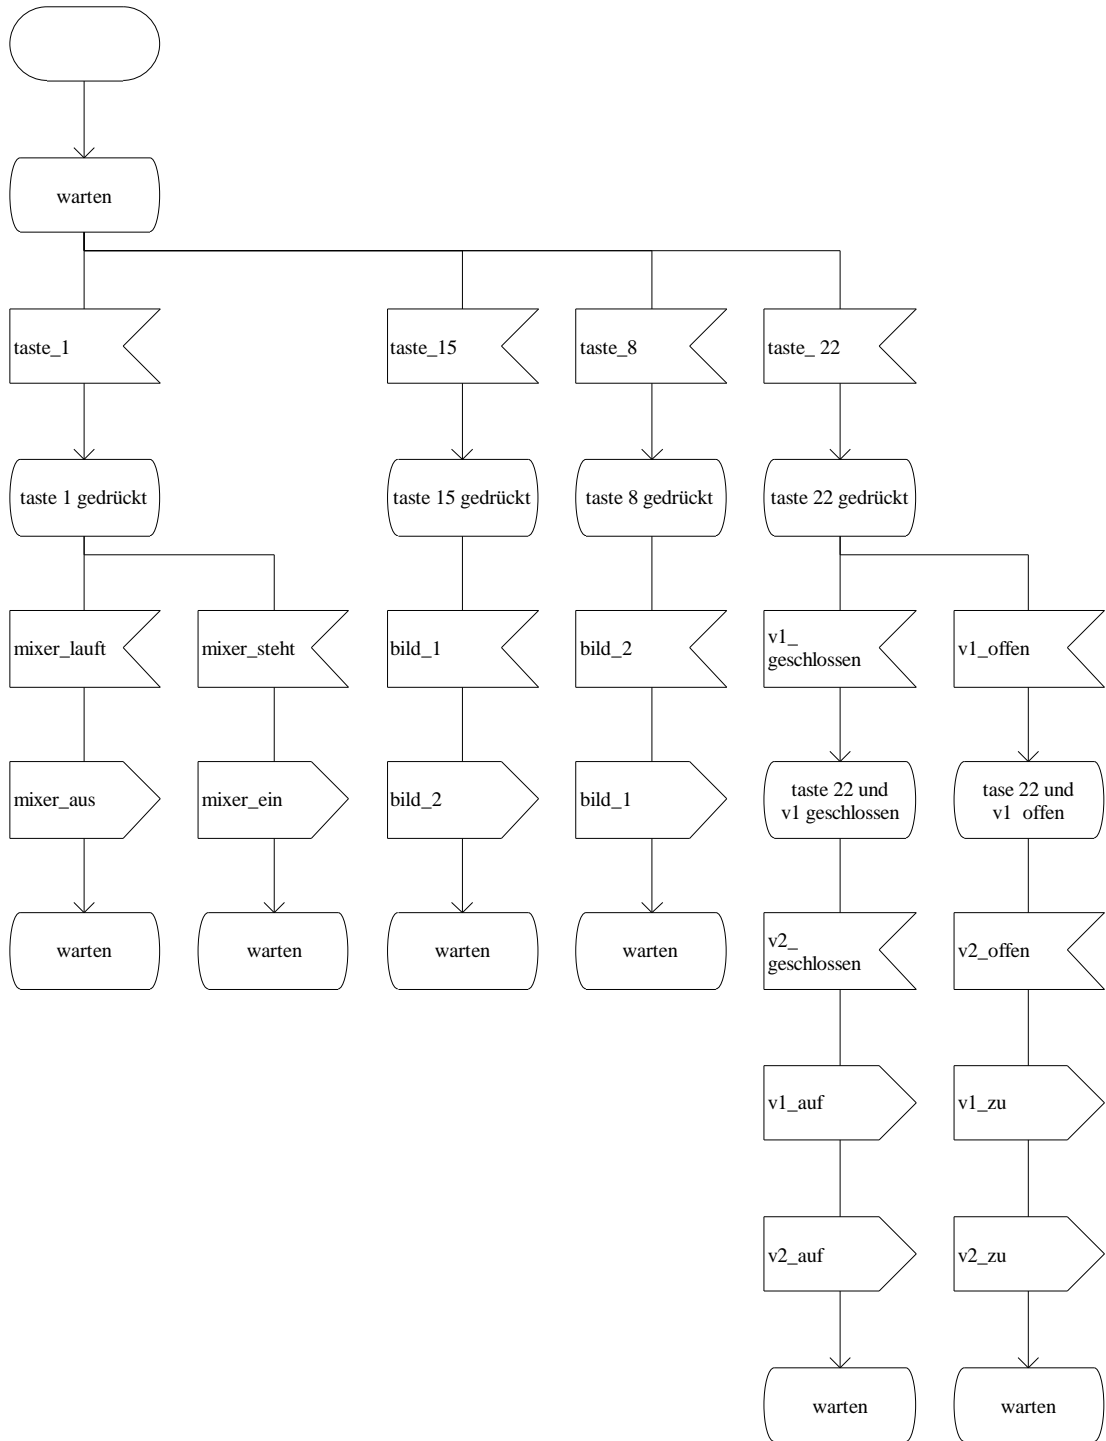 warten
taste_1
taste_15
taste_8
taste_ 22
taste 1 gedrückt
taste 15 gedrückt
taste 8 gedrückt
taste 22 gedrückt
mixer_lauft
mixer_steht
bild_1
bild_2
v1_
geschlossen
v1_offen
mixer_aus
mixer_ein
bild_2
bild_1
taste 22 und
v1 geschlossen
tase 22 und
v1 offen
warten
warten
warten
warten
v2_
geschlossen
v2_offen
v1_auf
v1_zu
v2_auf
v2_zu
warten
warten